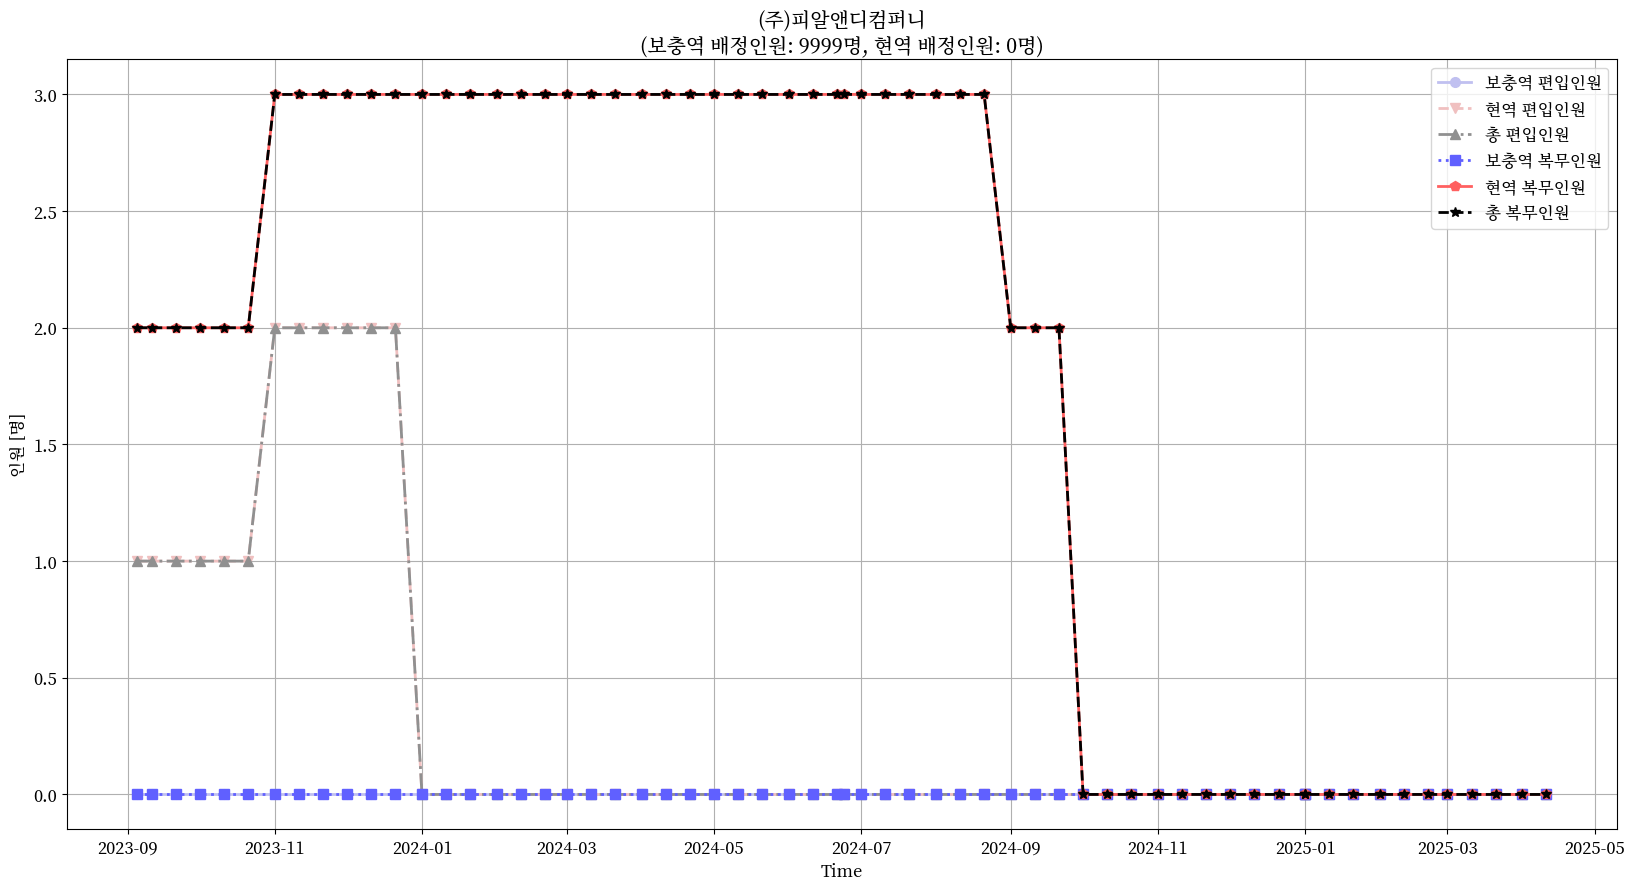 (주)피알앤디컴퍼니
(보충역 배정인원: 9999명, 현역 배정인원: 0명)
3.0
2.5
2.0
1.5
1.0
0.5
0.0
인원 [명]
보충역 편입인원
현역 편입인원
총 편입인원
보충역 복무인원
현역 복무인원
총 복무인원
2023-09
2023-11
2024-01
2024-03
2024-05
2024-07
2024-09
2024-11
2025-01
2025-03
2025-05
Time